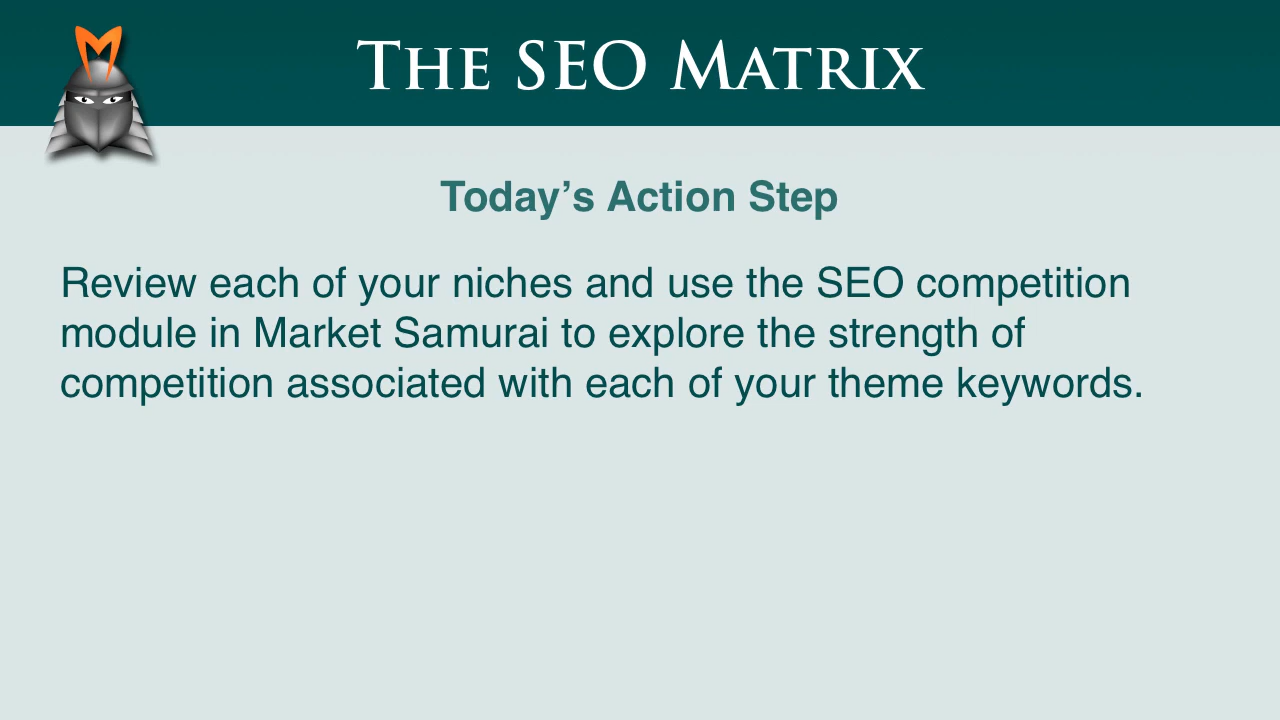 The SEO Matrix
Today’s Action Step
Review each of your niches and use the SEO competition
module in Market Samurai to explore the strength of
competition associated with each of your theme keywords.